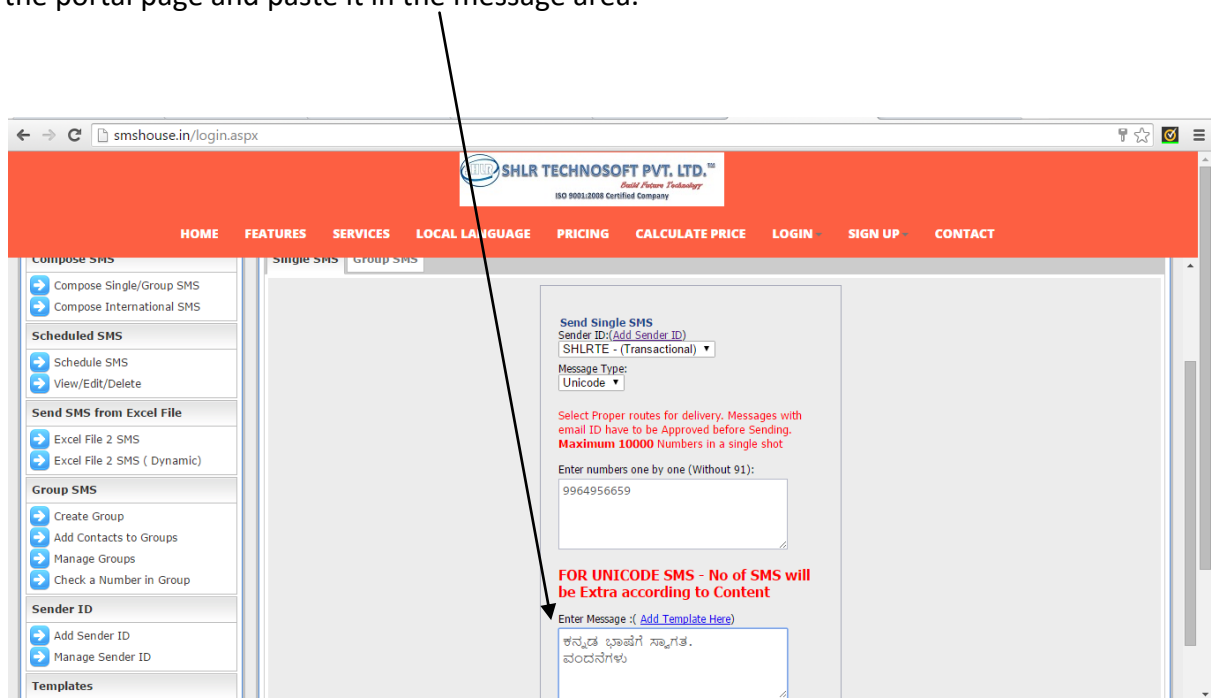 the portal page and paste it in the message area.
smshouse.in/login.aspx
SHLR TECHNOSOFT PVT. LTD.™
Build Future Technology
ISO 9001:2008 Certified Company
HOME FEATURES SERVICES LOCAL LANGUAGE PRICING CALCULATE PRICE LOGIN SIGN UP CONTACT
Compose SMS
Compose Single/Group SMS
Compose International SMS
Scheduled SMS
Schedule SMS
View/Edit/Delete
Send SMS from Excel File
Excel File 2 SMS
Excel File 2 SMS ( Dynamic)
Group SMS
Create Group
Add Contacts to Groups
Manage Groups
Check a Number in Group
Sender ID
Add Sender ID
Manage Sender ID
Templates
Single SMS Group SMS
Send Single SMS
Sender ID:(Add Sender ID)
SHLRTE - (Transactional)
Message Type:
Unicode
Select Proper routes for delivery. Messages with
email ID have to be Approved before Sending.
Maximum 10000 Numbers in a single shot
Enter numbers one by one (Without 91):
9964956659
FOR UNICODE SMS - No of SMS will
be Extra according to Content
Enter Message :( Add Template Here)
ಕನ್ನಡ ಭಾಷೆಗೆ ಸ್ವಾಗತ.
ವಂದನೆಗಳು